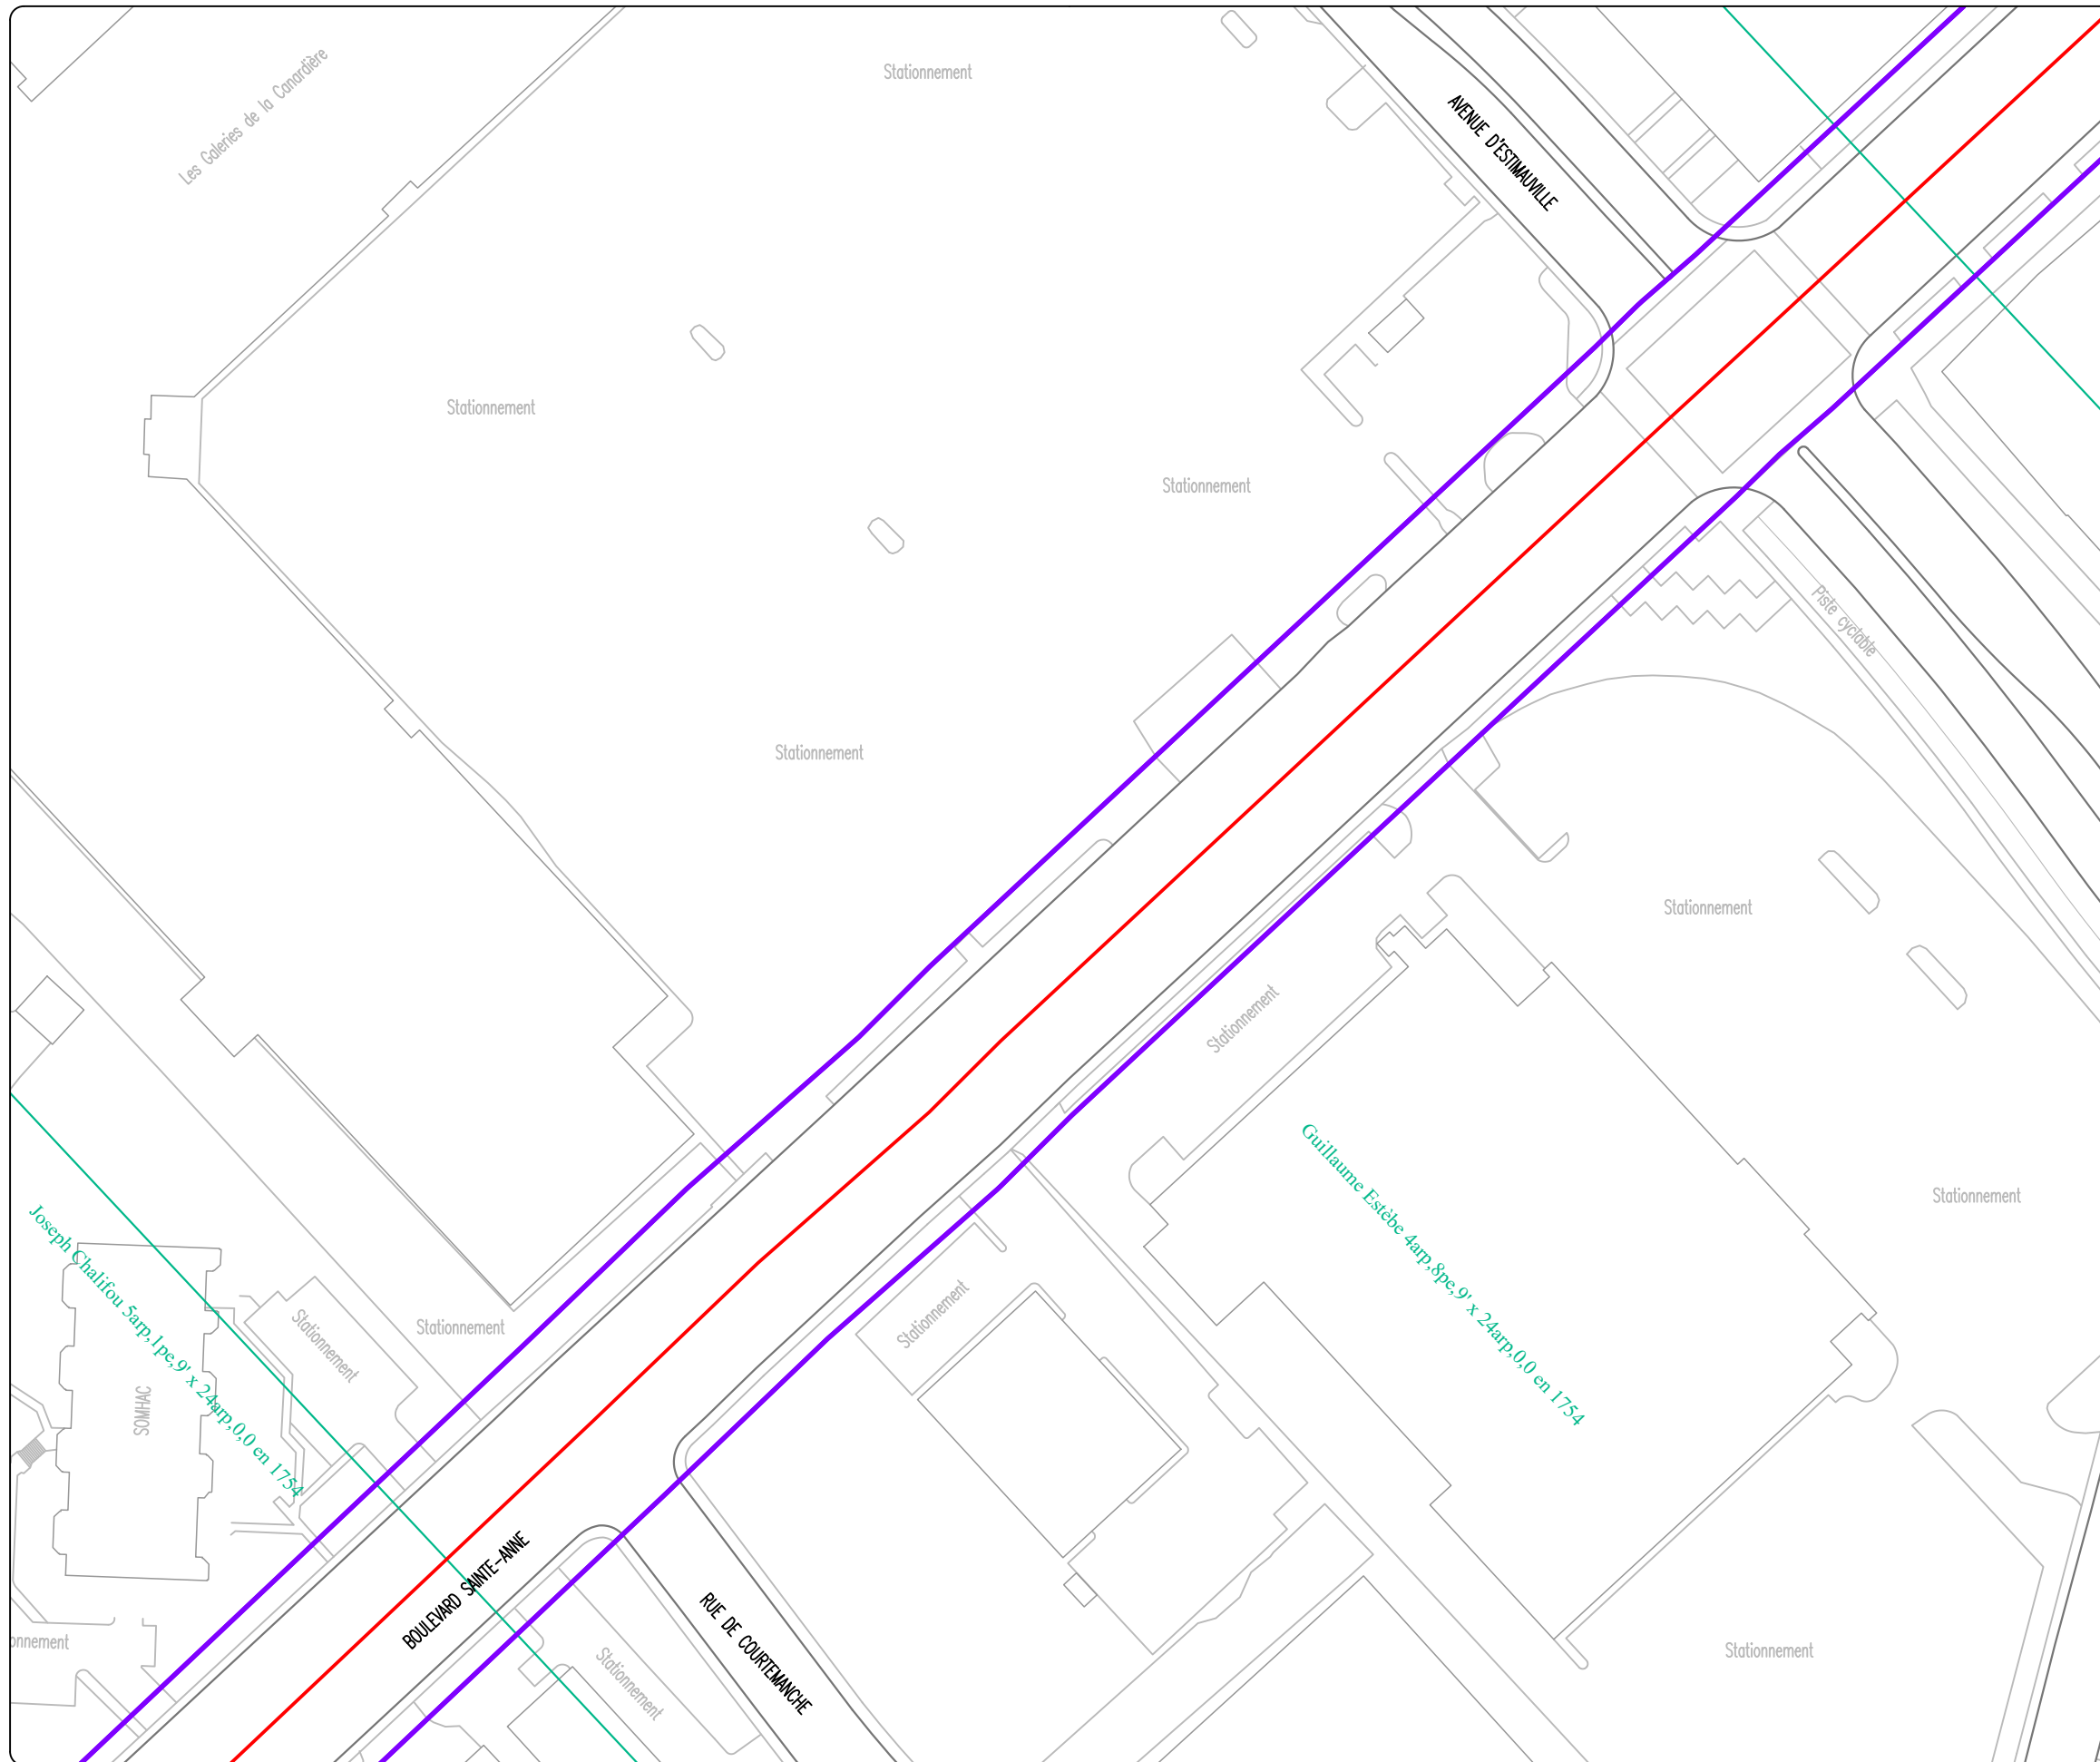 Les Galeries de la Canardière
Stationnement
AVENUE D'ESTIMAUVILLE
Stationnement
Stationnement
Piste cyclable
Stationnement
Stationnement
Stationnement
Guillaume Estèbe 4arp,8pe,9' x 24arp,0,0 en 1754
Stationnement
Joseph Chalifou 5arp,1pe,9' x 24arp,0,0 en 1754
Stationnement
Stationnement
Stationnement
SOMHAC
BOULEVARD SAINTE-ANNE
RUE DE COURTEMANCHE
onnement
Stationnement
Stationnement